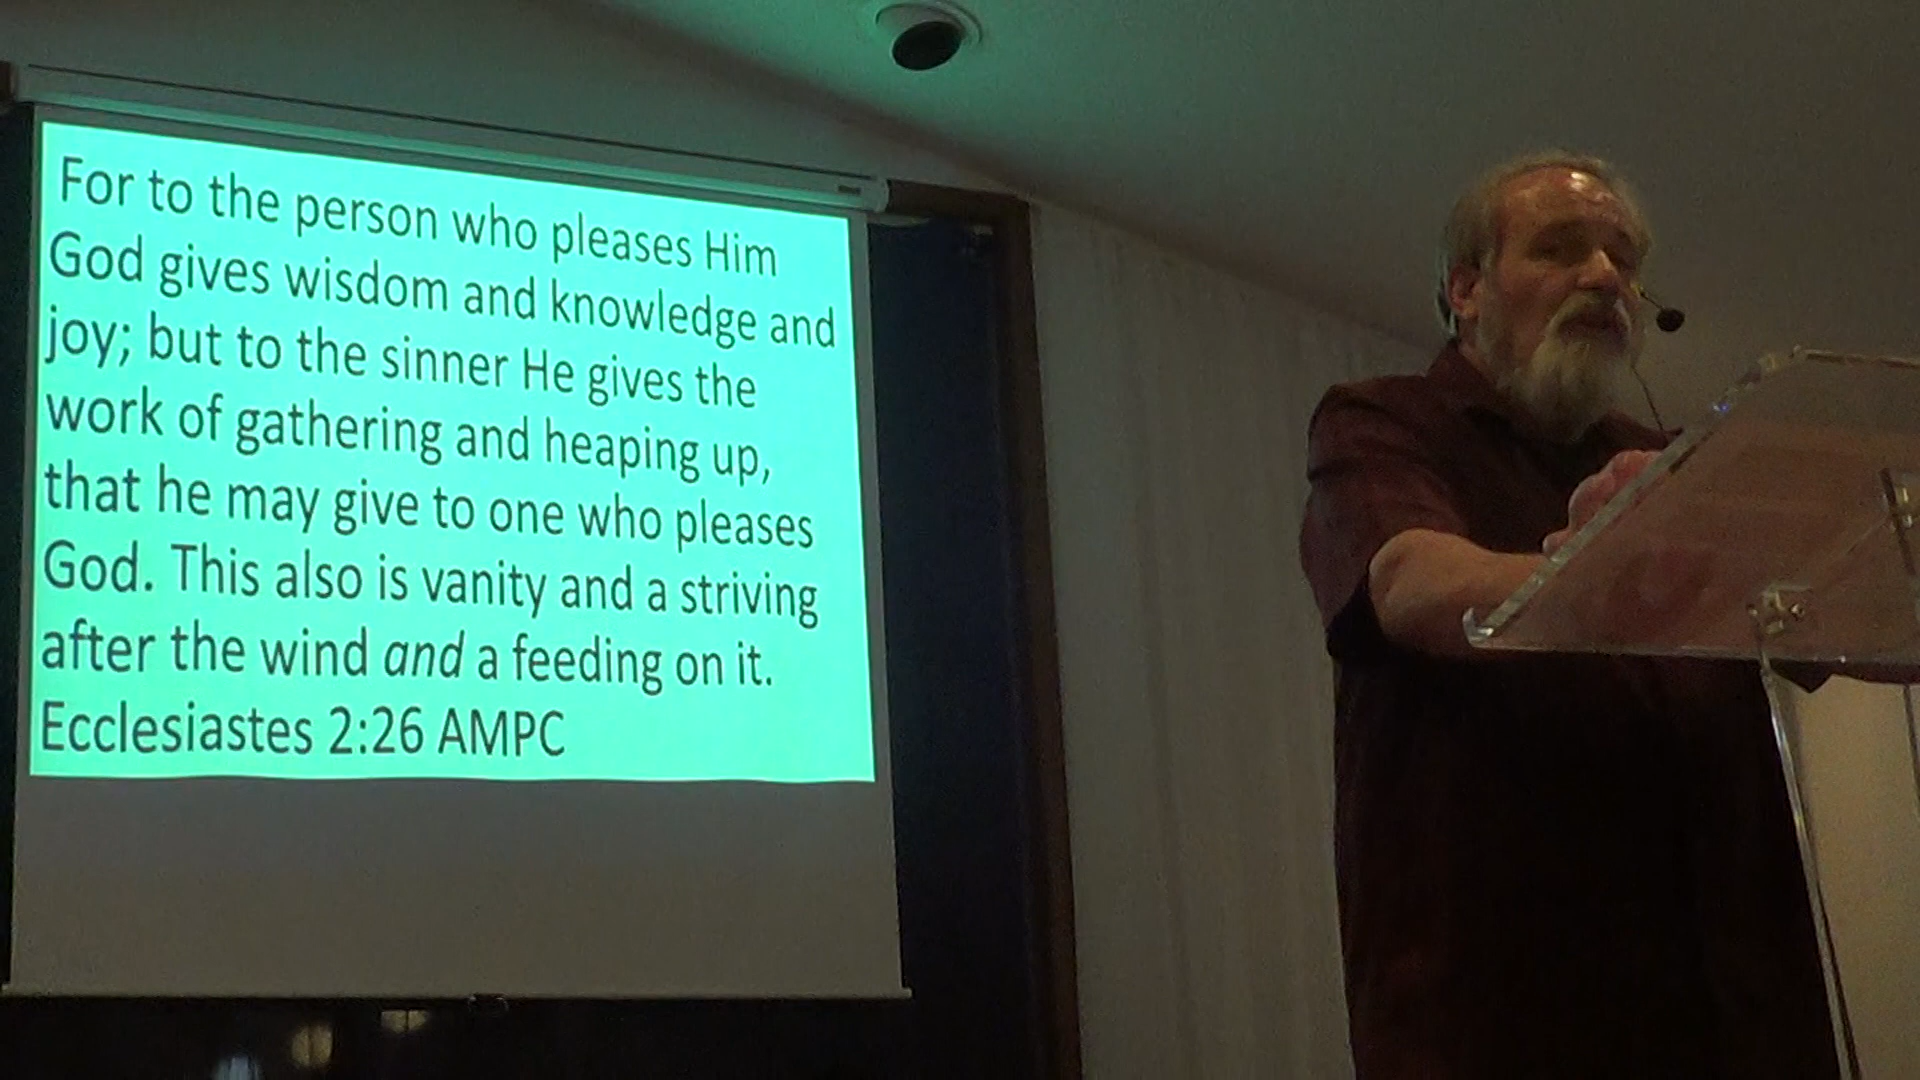 For to the person who pleases Him
God gives wisdom and knowledge and
joy; but to the sinner He gives the
work of gathering and heaping up,
that he may give to one who pleases
God. This also is vanity and a striving
after the wind and a feeding on it.
Ecclesiastes 2:26 AMPC